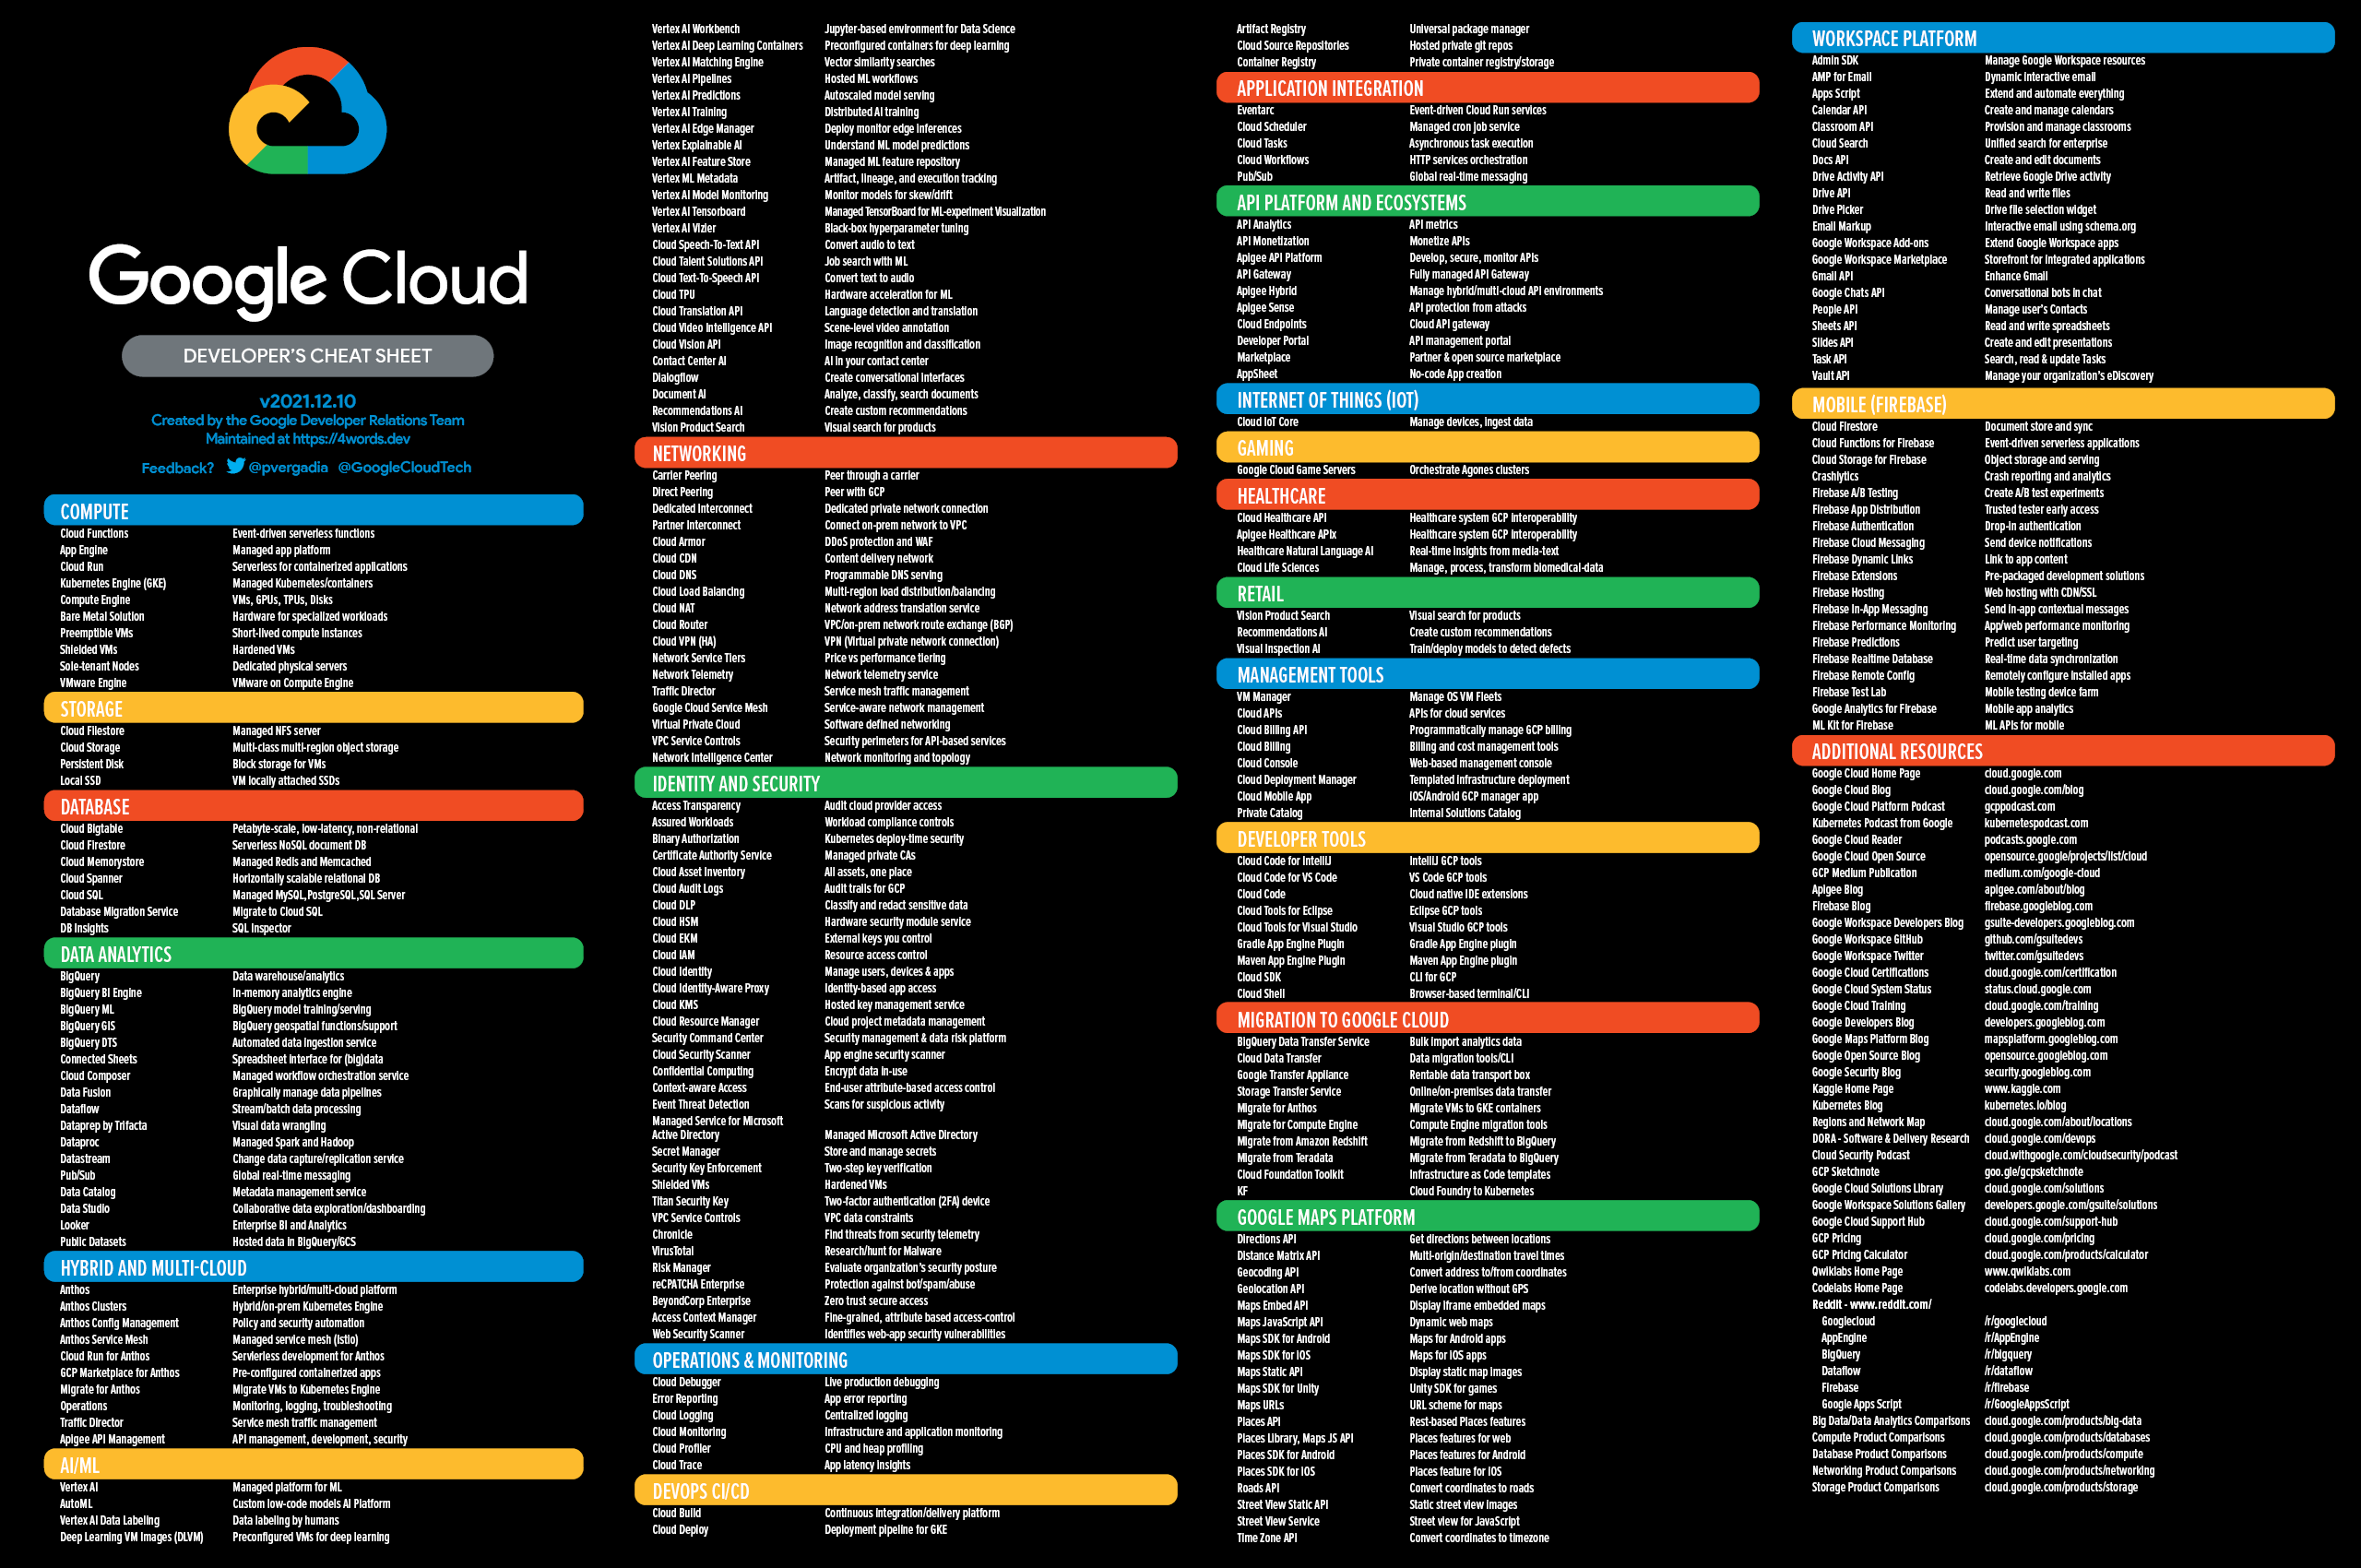 Google Cloud
DEVELOPER'S CHEAT SHEET
v2021.12.10
Created by the Google Developer Relations Team
Maintained at https://4words.dev
Feedback? @pvergadia @GoogleCloudTech
COMPUTE
Cloud Functions Event-driven serverless functions
App Engine Managed app platform
Cloud Run Serverless for containerized applications
Kubernetes Engine (GKE) Managed Kubernetes/containers
Compute Engine VMs, GPUs, TPUs, Disks
Bare Metal Solution Hardware for specialized workloads
Preemptible VMs Short-lived compute instances
Shielded VMs Hardened VMs
Sole-tenant Nodes Dedicated physical servers
VMware Engine VMware on Compute Engine
STORAGE
Cloud Filestore Managed NFS server
Cloud Storage Multi-class multi-region object storage
Persistent Disk Block storage for VMs
Local SSD VM locally attached SSDs
DATABASE
Cloud Bigtable Petabyte-scale, low-latency, non-relational
Cloud Firestore Serverless NoSQL document DB
Cloud Memorystore Managed Redis and Memcached
Cloud Spanner Horizontally scalable relational DB
Cloud SQL Managed MySQL,PostgreSQL,SQL Server
Database Migration Service Migrate to Cloud SQL
DB Insights SQL Inspector
DATA ANALYTICS
BigQuery Data warehouse/analytics
BigQuery BI Engine In-memory analytics engine
BigQuery ML BigQuery model training/serving
BigQuery GIS BigQuery geospatial functions/support
BigQuery DTS Automated data ingestion service
Connected Sheets Spreadsheet interface for (big)data
Cloud Composer Managed workflow orchestration service
Data Fusion Graphically manage data pipelines
Dataflow Stream/batch data processing
Dataprep by Trifacta Visual data wrangling
Dataproc Managed Spark and Hadoop
Datastream Change data capture/replication service
Pub/Sub Global real-time messaging
Data Catalog Metadata management service
Data Studio Collaborative data exploration/dashboarding
Looker Enterprise BI and Analytics
Public Datasets Hosted data in BigQuery/GCS
HYBRID AND MULTI-CLOUD
Anthos Enterprise hybrid/multi-cloud platform
Anthos Clusters Hybrid/on-prem Kubernetes Engine
Anthos Config Management Policy and security automation
Anthos Service Mesh Managed service mesh (Istio)
Cloud Run for Anthos Servlerless development for Anthos
GCP Marketplace for Anthos Pre-configured containerized apps
Migrate for Anthos Migrate VMs to Kubernetes Engine
Operations Monitoring, logging, troubleshooting
Traffic Director Service mesh traffic management
Apigee API Management API management, development, security
AI/ML
Vertex AI Managed platform for ML
AutoML Custom low-code models AI Platform
Vertex AI Data Labeling Data labeling by humans
Deep Learning VM Images (DLVM) Preconfigured VMs for deep learning
Vertex AI Workbench Jupyter-based environment for Data Science
Vertex AI Deep Learning Containers Preconfigured containers for deep learning
Vertex AI Matching Engine Vector similarity searches
Vertex AI Pipelines Hosted ML workflows
Vertex AI Predictions Autoscaled model serving
Vertex AI Training Distributed AI training
Vertex AI Edge Manager Deploy monitor edge inferences
Vertex Explainable AI Understand ML model predictions
Vertex AI Feature Store Managed ML feature repository
Vertex ML Metadata Artifact, lineage, and execution tracking
Vertex AI Model Monitoring Monitor models for skew/drift
Vertex AI Tensorboard Managed TensorBoard for ML-experiment Visualization
Vertex AI Vizier Black-box hyperparameter tuning
Cloud Speech-To-Text API Convert audio to text
Cloud Talent Solutions API Job search with ML
Cloud Text-To-Speech API Convert text to audio
Cloud TPU Hardware acceleration for ML
Cloud Translation API Language detection and translation
Cloud Video Intelligence API Scene-level video annotation
Cloud Vision API Image recognition and classification
Contact Center AI AI in your contact center
Dialogflow Create conversational interfaces
Document AI Analyze, classify, search documents
Recommendations AI Create custom recommendations
Vision Product Search Visual search for products
NETWORKING
Carrier Peering Peer through a carrier
Direct Peering Peer with GCP
Dedicated Interconnect Dedicated private network connection
Partner Interconnect Connect on-prem network to VPC
Cloud Armor DDoS protection and WAF
Cloud CDN Content delivery network
Cloud DNS Programmable DNS serving
Cloud Load Balancing Multi-region load distribution/balancing
Cloud NAT Network address translation service
Cloud Router VPC/on-prem network route exchange (BGP)
Cloud VPN (HA) VPN (Virtual private network connection)
Network Service Tiers Price vs performance tiering
Network Telemetry Network telemetry service
Traffic Director Service mesh traffic management
Google Cloud Service Mesh Service-aware network management
Virtual Private Cloud Software defined networking
VPC Service Controls Security perimeters for API-based services
Network Intelligence Center Network monitoring and topology
IDENTITY AND SECURITY
Access Transparency Audit cloud provider access
Assured Workloads Workload compliance controls
Binary Authorization Kubernetes deploy-time security
Certificate Authority Service Managed private CAs
Cloud Asset Inventory All assets, one place
Cloud Audit Logs Audit trails for GCP
Cloud DLP Classify and redact sensitive data
Cloud HSM Hardware security module service
Cloud EKM External keys you control
Cloud IAM Resource access control
Cloud Identity Manage users, devices & apps
Cloud Identity-Aware Proxy Identity-based app access
Cloud KMS Hosted key management service
Cloud Resource Manager Cloud project metadata management
Security Command Center Security management & data risk platform
Cloud Security Scanner App engine security scanner
Confidential Computing Encrypt data in-use
Context-aware Access End-user attribute-based access control
Event Threat Detection Scans for suspicious activity
Managed Service for Microsoft
Active Directory Managed Microsoft Active Directory
Secret Manager Store and manage secrets
Security Key Enforcement Two-step key verification
Shielded VMs Hardened VMs
Titan Security Key Two-factor authentication (2FA) device
VPC Service Controls VPC data constraints
Chronicle Find threats from security telemetry
VirusTotal Research/hunt for Malware
Risk Manager Evaluate organization's security posture
reCPATCHA Enterprise Protection against bot/spam/abuse
BeyondCorp Enterprise Zero trust secure access
Access Context Manager Fine-grained, attribute based access-control
Web Security Scanner Identifies web-app security vulnerabilities
OPERATIONS & MONITORING
Cloud Debugger Live production debugging
Error Reporting App error reporting
Cloud Logging Centralized logging
Cloud Monitoring Infrastructure and application monitoring
Cloud Profiler CPU and heap profiling
Cloud Trace App latency insights
DEVOPS CI/CD
Cloud Build Continuous integration/delivery platform
Cloud Deploy Deployment pipeline for GKE
Artifact Registry Universal package manager
Cloud Source Repositories Hosted private git repos
Container Registry Private container registry/storage
APPLICATION INTEGRATION
Eventarc Event-driven Cloud Run services
Cloud Scheduler Managed cron job service
Cloud Tasks Asynchronous task execution
Cloud Workflows HTTP services orchestration
Pub/Sub Global real-time messaging
API PLATFORM AND ECOSYSTEMS
API Analytics API metrics
API Monetization Monetize APIs
Apigee API Platform Develop, secure, monitor APIs
API Gateway Fully managed API Gateway
Apigee Hybrid Manage hybrid/multi-cloud API environments
Apigee Sense API protection from attacks
Cloud Endpoints Cloud API gateway
Developer Portal API management portal
Marketplace Partner & open source marketplace
AppSheet No-code App creation
INTERNET OF THINGS (IOT)
Cloud IoT Core Manage devices, ingest data
GAMING
Google Cloud Game Servers Orchestrate Agones clusters
HEALTHCARE
Cloud Healthcare API Healthcare system GCP interoperability
Apigee Healthcare APIx Healthcare system GCP interoperability
Healthcare Natural Language AI Real-time insights from media-text
Cloud Life Sciences Manage, process, transform biomedical-data
RETAIL
Vision Product Search Visual search for products
Recommendations AI Create custom recommendations
Visual Inspection AI Train/deploy models to detect defects
MANAGEMENT TOOLS
VM Manager Manage OS VM Fleets
Cloud APIs APIs for cloud services
Cloud Billing API Programmatically manage GCP billing
Cloud Billing Billing and cost management tools
Cloud Console Web-based management console
Cloud Deployment Manager Templated infrastructure deployment
Cloud Mobile App iOS/Android GCP manager app
Private Catalog Internal Solutions Catalog
DEVELOPER TOOLS
Cloud Code for IntelliJ IntelliJ GCP tools
Cloud Code for VS Code VS Code GCP tools
Cloud Code Cloud native IDE extensions
Cloud Tools for Eclipse Eclipse GCP tools
Cloud Tools for Visual Studio Visual Studio GCP tools
Gradle App Engine Plugin Gradle App Engine plugin
Maven App Engine Plugin Maven App Engine plugin
Cloud SDK CLI for GCP
Cloud Shell Browser-based terminal/CLI
MIGRATION TO GOOGLE CLOUD
BigQuery Data Transfer Service Bulk import analytics data
Cloud Data Transfer Data migration tools/CLI
Google Transfer Appliance Rentable data transport box
Storage Transfer Service Online/on-premises data transfer
Migrate for Anthos Migrate VMs to GKE containers
Migrate for Compute Engine Compute Engine migration tools
Migrate from Amazon Redshift Migrate from Redshift to BigQuery
Migrate from Teradata Migrate from Teradata to BigQuery
Cloud Foundation Toolkit Infrastructure as Code templates
KF Cloud Foundry to Kubernetes
GOOGLE MAPS PLATFORM
Directions API Get directions between locations
Distance Matrix API Multi-origin/destination travel times
Geocoding API Convert address to/from coordinates
Geolocation API Derive location without GPS
Maps Embed API Display iframe embedded maps
Maps JavaScript API Dynamic web maps
Maps SDK for Android Maps for Android apps
Maps SDK for iOS Maps for iOS apps
Maps Static API Display static map images
Maps SDK for Unity Unity SDK for games
Maps URLs URL scheme for maps
Places API Rest-based Places features
Places Library, Maps JS API Places features for web
Places SDK for Android Places features for Android
Places SDK for IOS Places feature for iOS
Roads API Convert coordinates to roads
Street View Static API Static street view images
Street View Service Street view for JavaScript
Time Zone API Convert coordinates to timezone
WORKSPACE PLATFORM
Admin SDK Manage Google Workspace resources
AMP for Email Dynamic interactive email
Apps Script Extend and automate everything
Calendar API Create and manage calendars
Classroom API Provision and manage classrooms
Cloud Search Unified search for enterprise
Docs API Create and edit documents
Drive Activity API Retrieve Google Drive activity
Drive API Read and write files
Drive Picker Drive file selection widget
Email Markup Interactive email using schema.org
Google Workspace Add-ons Extend Google Workspace apps
Google Workspace Marketplace Storefront for integrated applications
Gmail API Enhance Gmail
Google Chats API Conversational bots in chat
People API Manage user's Contacts
Sheets API Read and write spreadsheets
Slides API Create and edit presentations
Task API Search, read & update Tasks
Vault API Manage your organization's eDiscovery
MOBILE (FIREBASE)
Cloud Firestore Document store and sync
Cloud Functions for Firebase Event-driven serverless applications
Cloud Storage for Firebase Object storage and serving
Crashlytics Crash reporting and analytics
Firebase A/B Testing Create A/B test experiments
Firebase App Distribution Trusted tester early access
Firebase Authentication Drop-in authentication
Firebase Cloud Messaging Send device notifications
Firebase Dynamic Links Link to app content
Firebase Extensions Pre-packaged development solutions
Firebase Hosting Web hosting with CDN/SSL
Firebase In-App Messaging Send in-app contextual messages
Firebase Performance Monitoring App/web performance monitoring
Firebase Predictions Predict user targeting
Firebase Realtime Database Real-time data synchronization
Firebase Remote Config Remotely configure installed apps
Firebase Test Lab Mobile testing device farm
Google Analytics for Firebase Mobile app analytics
ML Kit for Firebase ML APIs for mobile
ADDITIONAL RESOURCES
Google Cloud Home Page cloud.google.com
Google Cloud Blog cloud.google.com/blog
Google Cloud Platform Podcast gcppodcast.com
Kubernetes Podcast from Google kubernetespodcast.com
Google Cloud Reader podcasts.google.com
Google Cloud Open Source opensource.google/projects/list/cloud
GCP Medium Publication medium.com/google-cloud
Apigee Blog apigee.com/about/blog
Firebase Blog firebase.googleblog.com
Google Workspace Developers Blog gsuite-developers.googleblog.com
Google Workspace GitHub github.com/gsuitedevs
Google Workspace Twitter twitter.com/gsuitedevs
Google Cloud Certifications cloud.google.com/certification
Google Cloud System Status status.cloud.google.com
Google Cloud Training cloud.google.com/training
Google Developers Blog developers.googleblog.com
Google Maps Platform Blog mapsplatform.googleblog.com
Google Open Source Blog opensource.googleblog.com
Google Security Blog security.googleblog.com
Kaggle Home Page www.kaggle.com
Kubernetes Blog kubernetes.io/blog
Regions and Network Map cloud.google.com/about/locations
DORA - Software & Delivery Research cloud.google.com/devops
Cloud Security Podcast cloud.withgoogle.com/cloudsecurity/podcast
GCP Sketchnote goo.gle/gcpsketchnote
Google Cloud Solutions Library cloud.google.com/solutions
Google Workspace Solutions Gallery developers.google.com/gsuite/solutions
Google Cloud Support Hub cloud.google.com/support-hub
GCP Pricing cloud.google.com/pricing
GCP Pricing Calculator cloud.google.com/products/calculator
Qwiklabs Home Page www.qwiklabs.com
Codelabs Home Page codelabs.developers.google.com
Reddit - www.reddit.com/
Googlecloud /r/googlecloud
AppEngine /r/AppEngine
BigQuery /r/bigquery
Dataflow /r/dataflow
Firebase /r/firebase
Google Apps Script /r/GoogleAppsScript
Big Data/Data Analytics Comparisons cloud.google.com/products/big-data
Compute Product Comparisons cloud.google.com/products/databases
Database Product Comparisons cloud.google.com/products/compute
Networking Product Comparisons cloud.google.com/products/networking
Storage Product Comparisons cloud.google.com/products/storage